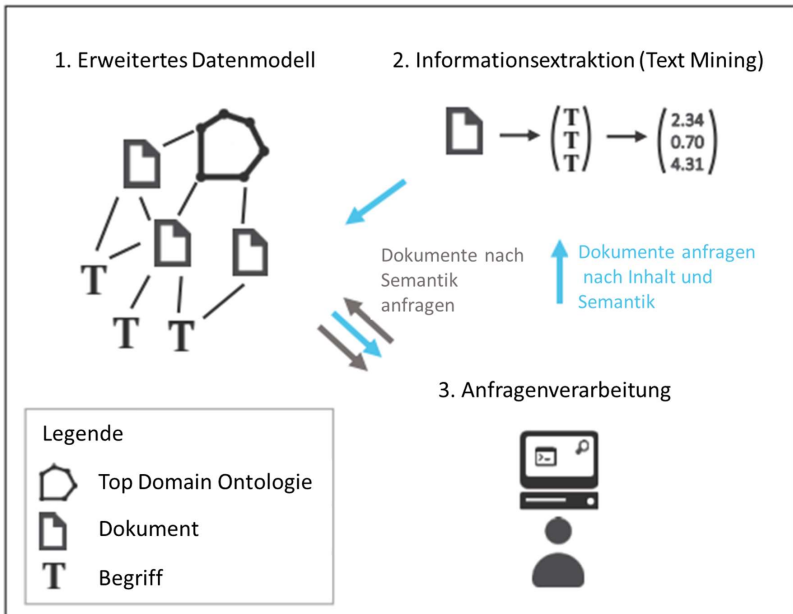 1. Erweitertes Datenmodell
2. Informationsextraktion (Text Mining)
T
T
T
2.34
0.70
4.31
T
T
T
Dokumente nach
Semantik
anfragen
Dokumente anfragen
nach Inhalt und
Semantik
3. Anfragenverarbeitung
>_
Legende
Top Domain Ontologie
Dokument
T Begriff